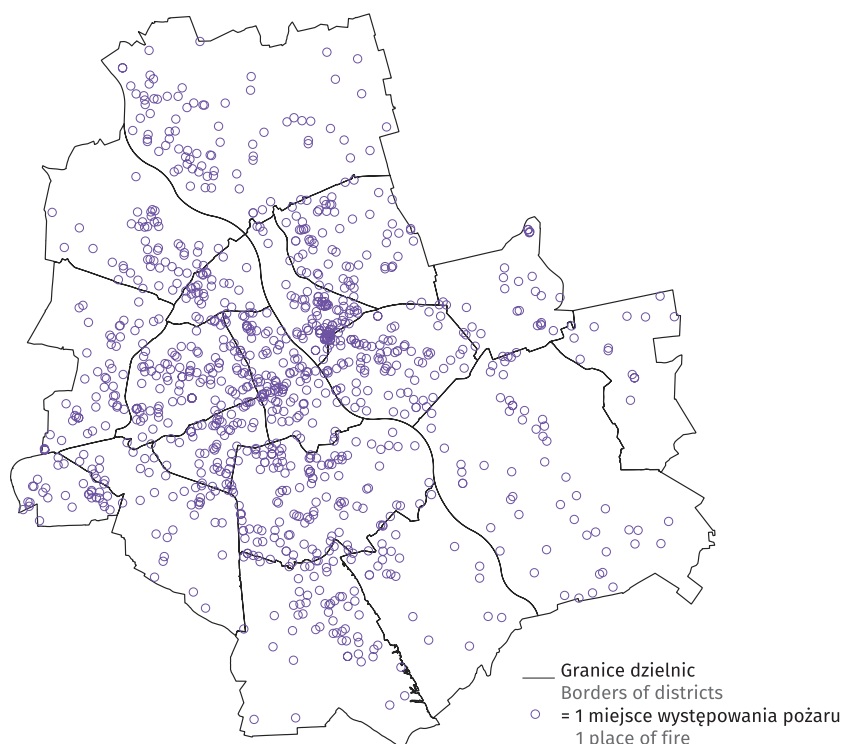 Granice dzielnic
Borders of districts
= 1 miejsce występowania pożaru
1 place of fire